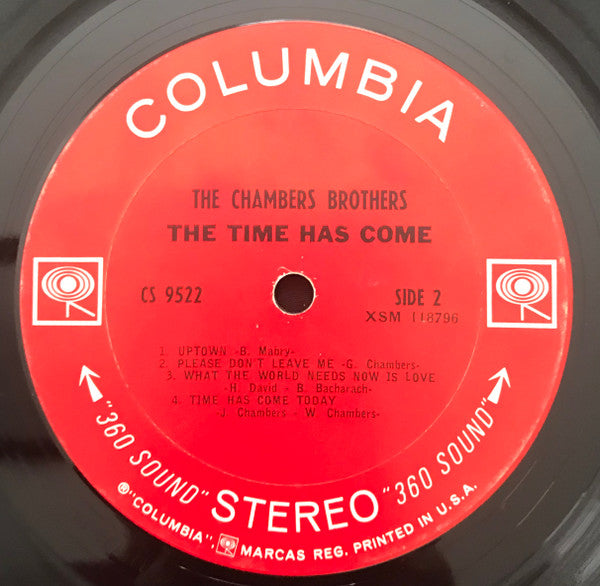 COLUMBIA
THE CHAMBERS BROTHERS
THE TIME HAS COME
CS 9522
SIDE 2
XSM 118796
1. UPTOWN -B. Mabry-
2. PLEASE DON'T LEAVE ME -G. Chambers-
3. WHAT THE WORLD NEEDS NOW IS LOVE
-H. David - B. Bacharach-
4. TIME HAS COME TODAY
-J. Chambers - W. Chambers-
"360 SOUND" STEREO "360 SOUND"
®"COLUMBIA", MARCAS REG. PRINTED IN U.S.A.